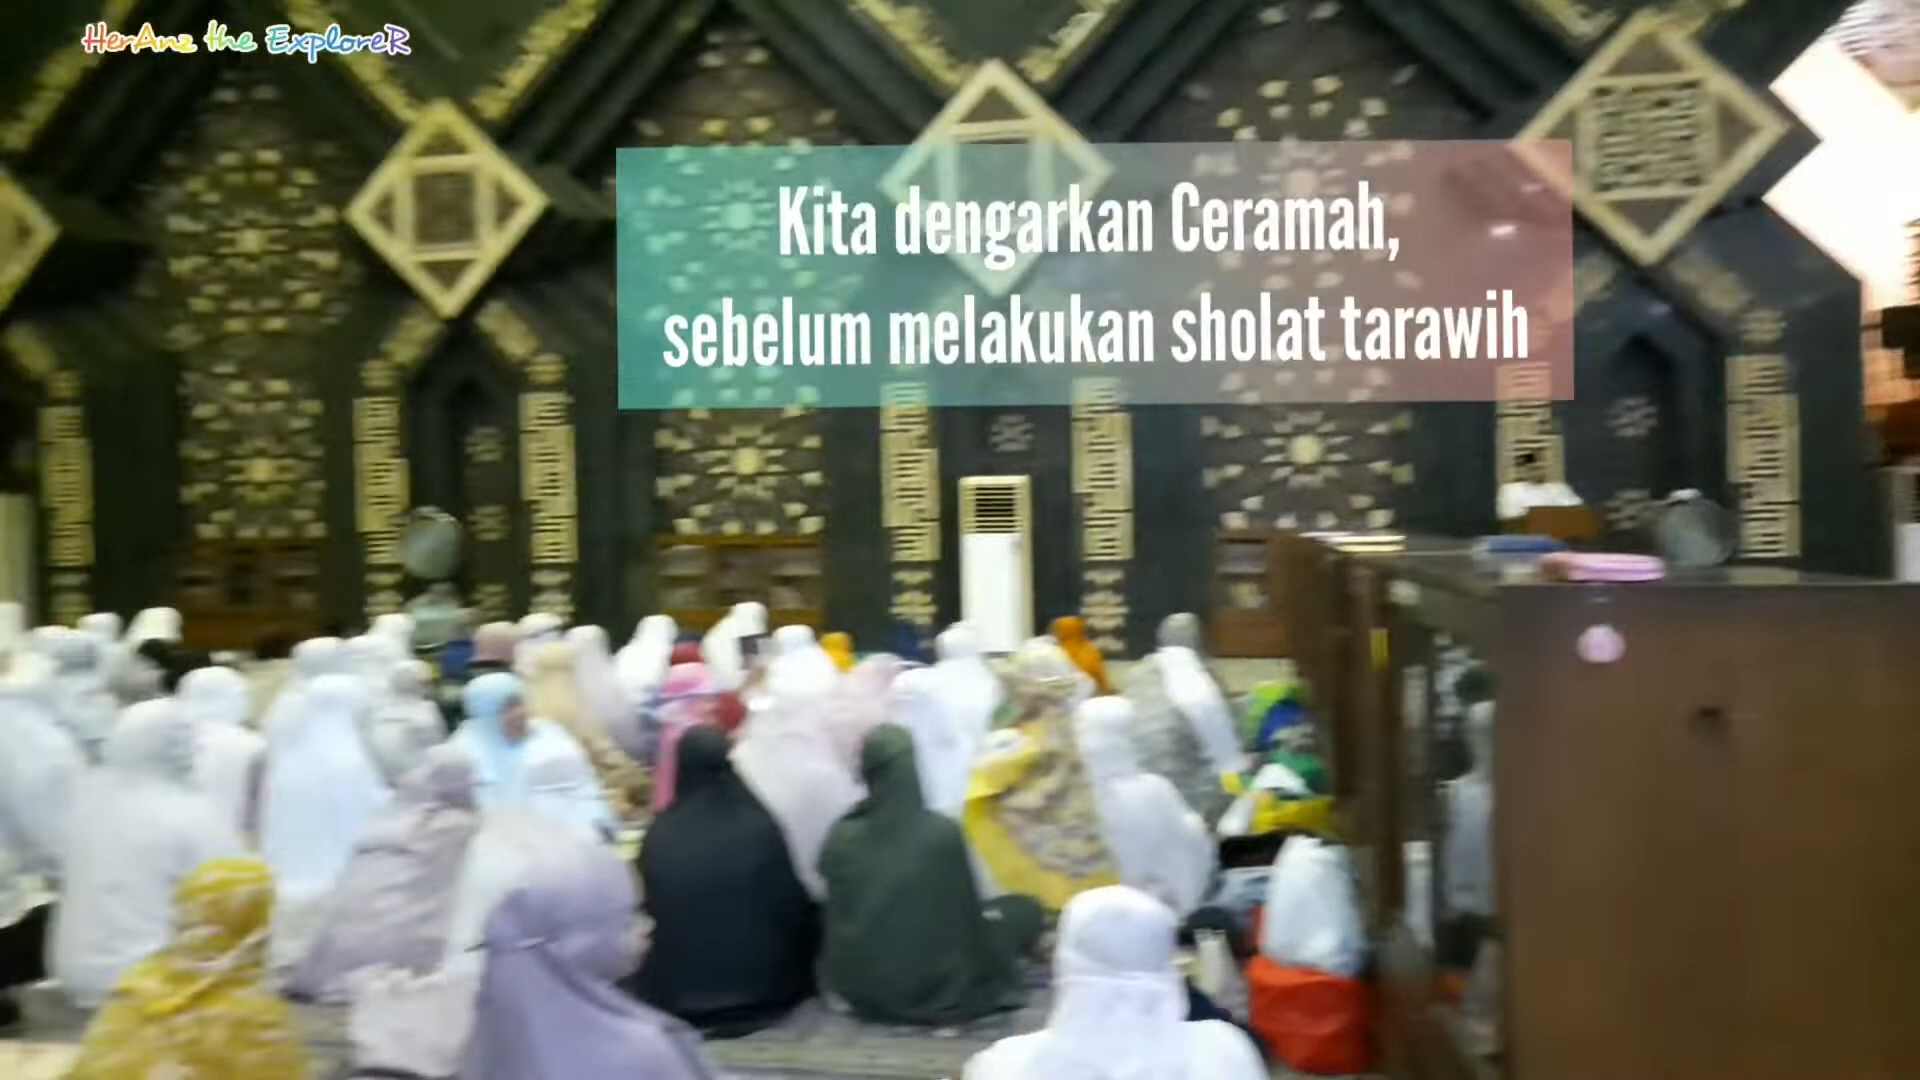 HerAnz the ExploreR
Kita dengarkan Ceramah,
sebelum melakukan sholat tarawih